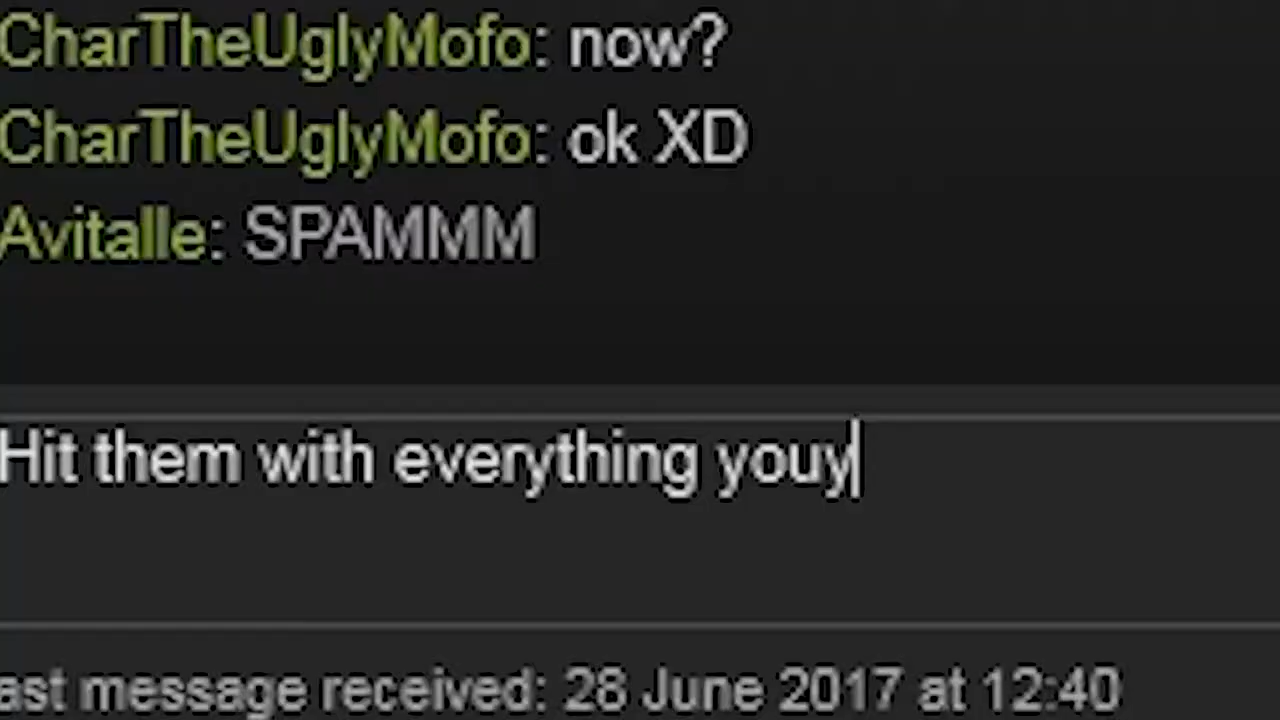 CharTheUglyMofo: now?
CharTheUglyMofo: ok XD
Avitalle: SPAMMM
Hit them with everything youy
ast message received: 28 June 2017 at 12:40